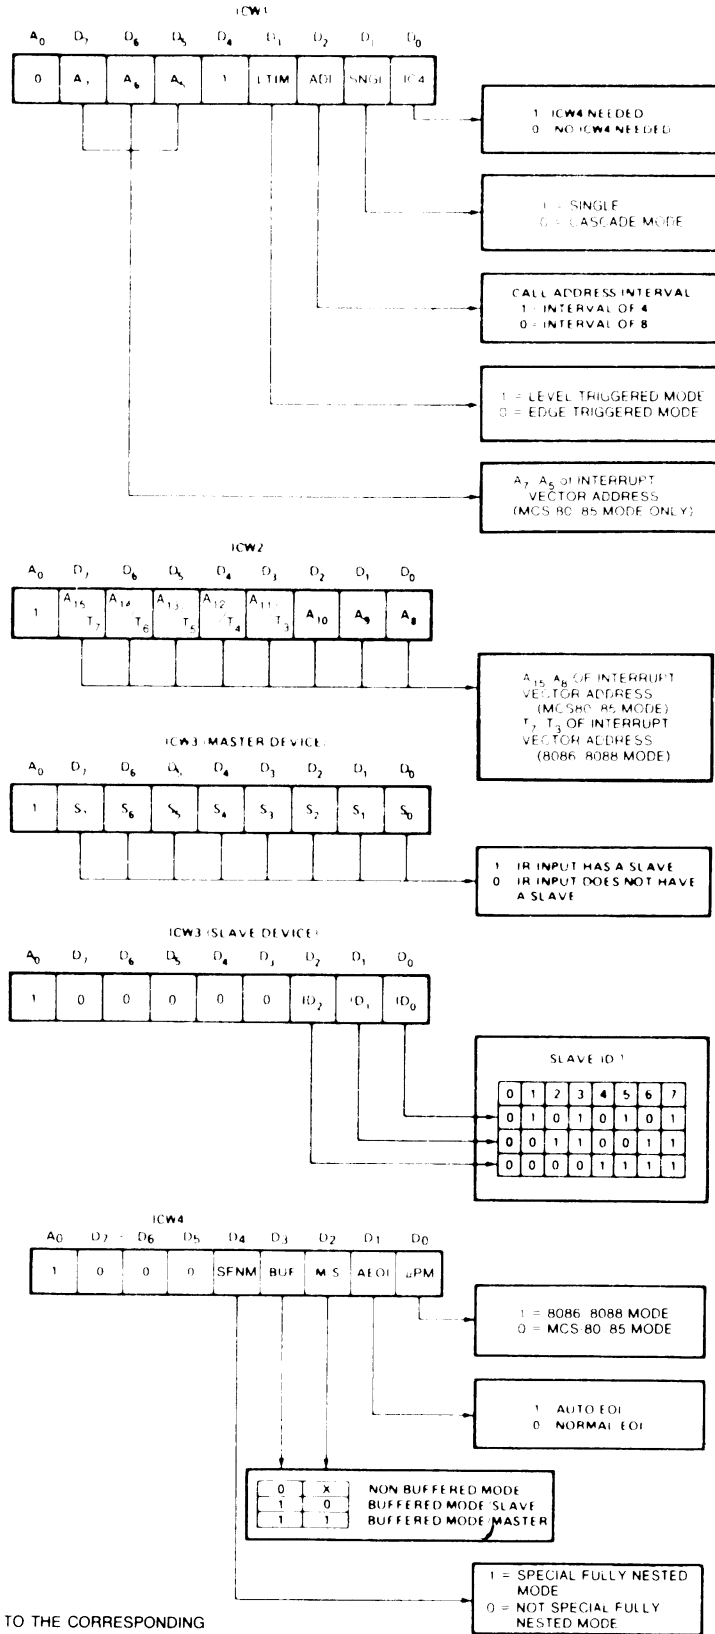 ICW1
A0 D7 D6 D5 D4 D3 D2 D1 D0
0 A7 A6 A5 1 LTIM ADI SNGL IC4
1 ICW4 NEEDED
0 NO ICW4 NEEDED
1 = SINGLE
0 = CASCADE MODE
CALL ADDRESS INTERVAL
1 = INTERVAL OF 4
0 = INTERVAL OF 8
1 = LEVEL TRIGGERED MODE
0 = EDGE TRIGGERED MODE
A7 A5 of INTERRUPT
VECTOR ADDRESS
(MCS 80 85 MODE ONLY)
ICW2
A0 D7 D6 D5 D4 D3 D2 D1 D0
1 A15 T7 A14 T6 A13 T5 A12 T4 A11 T3 A10 A9 A8
A15 A8 OF INTERRUPT
VECTOR ADDRESS
(MCS80 85 MODE)
T7 T3 OF INTERRUPT
VECTOR ADDRESS
(8086 8088 MODE)
ICW3 (MASTER DEVICE)
A0 D7 D6 D5 D4 D3 D2 D1 D0
1 S7 S6 S5 S4 S3 S2 S1 S0
1 IR INPUT HAS A SLAVE
0 IR INPUT DOES NOT HAVE
A SLAVE
ICW3 (SLAVE DEVICE)
A0 D7 D6 D5 D4 D3 D2 D1 D0
1 0 0 0 0 0 ID2 ID1 ID0
SLAVE ID 1
0 1 2 3 4 5 6 7
0 1 0 1 0 1 0 1
0 0 1 1 0 0 1 1
0 0 0 0 1 1 1 1
ICW4
A0 D7 D6 D5 D4 D3 D2 D1 D0
1 0 0 0 SFNM BUF M S AEOI µPM
1 = 8086 8088 MODE
0 = MCS-80 85 MODE
1 AUTO EOI
0 NORMAL EOI
0 X NON BUFFERED MODE
1 0 BUFFERED MODE/SLAVE
1 1 BUFFERED MODE/MASTER
1 = SPECIAL FULLY NESTED
MODE
0 = NOT SPECIAL FULLY
NESTED MODE
TO THE CORRESPONDING